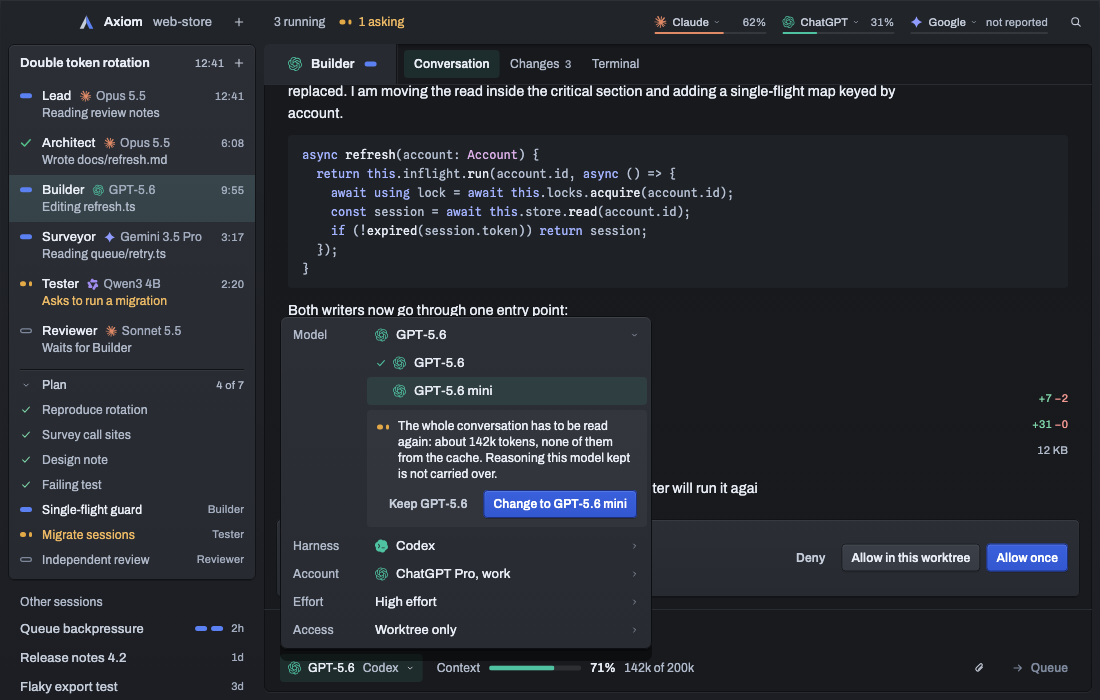 Axiom web-store + 3 running 1 asking Claude 62% ChatGPT 31% Google not reported
Double token rotation 12:41 +
Lead Opus 5.5 12:41
Reading review notes
Architect Opus 5.5 6:08
Wrote docs/refresh.md
Builder GPT-5.6 9:55
Editing refresh.ts
Surveyor Gemini 3.5 Pro 3:17
Reading queue/retry.ts
Tester Qwen3 4B 2:20
Asks to run a migration
Reviewer Sonnet 5.5
Waits for Builder
Plan 4 of 7
Reproduce rotation
Survey call sites
Design note
Failing test
Single-flight guard Builder
Migrate sessions Tester
Independent review Reviewer
Other sessions
Queue backpressure 2h
Release notes 4.2 1d
Flaky export test 3d
Builder Conversation Changes 3 Terminal
replaced. I am moving the read inside the critical section and adding a single-flight map keyed by
account.
async refresh(account: Account) {
return this.inflight.run(account.id, async () => {
await using lock = await this.locks.acquire(account.id);
const session = await this.store.read(account.id);
if (!expired(session.token)) return session;
});
}
Both writers now go through one entry point:
Model GPT-5.6
GPT-5.6
GPT-5.6 mini
The whole conversation has to be read
again: about 142k tokens, none of them
from the cache. Reasoning this model kept
is not carried over.
Keep GPT-5.6 Change to GPT-5.6 mini
Harness Codex
Account ChatGPT Pro, work
Effort High effort
Access Worktree only
+7 −2
+31 −0
12 KB
ter will run it agai
Deny Allow in this worktree Allow once
GPT-5.6 Codex Context 71% 142k of 200k Queue